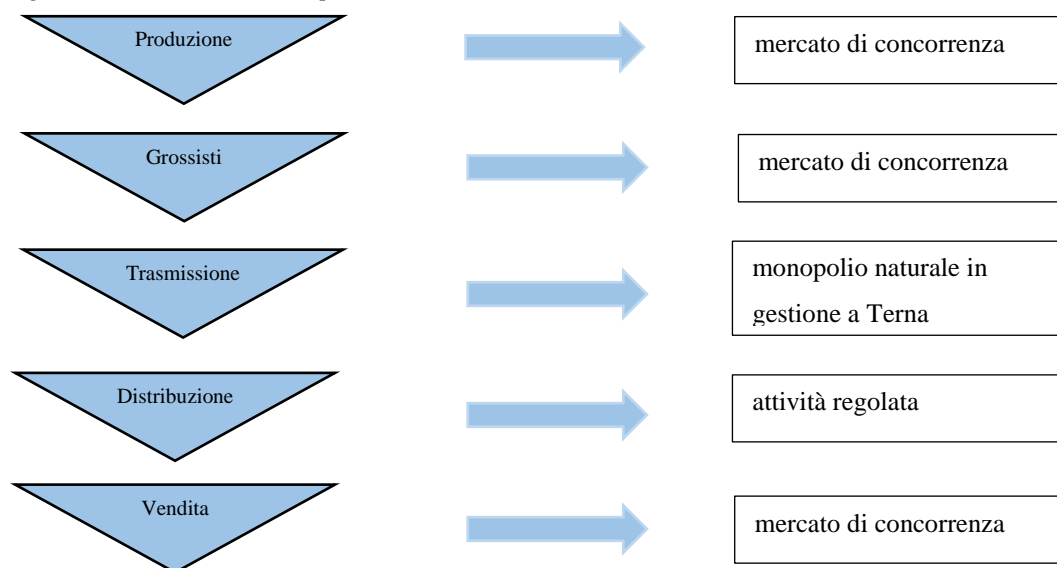 Produzione
mercato di concorrenza
Grossisti
mercato di concorrenza
Trasmissione
monopolio naturale in
gestione a Terna
Distribuzione
attività regolata
Vendita
mercato di concorrenza